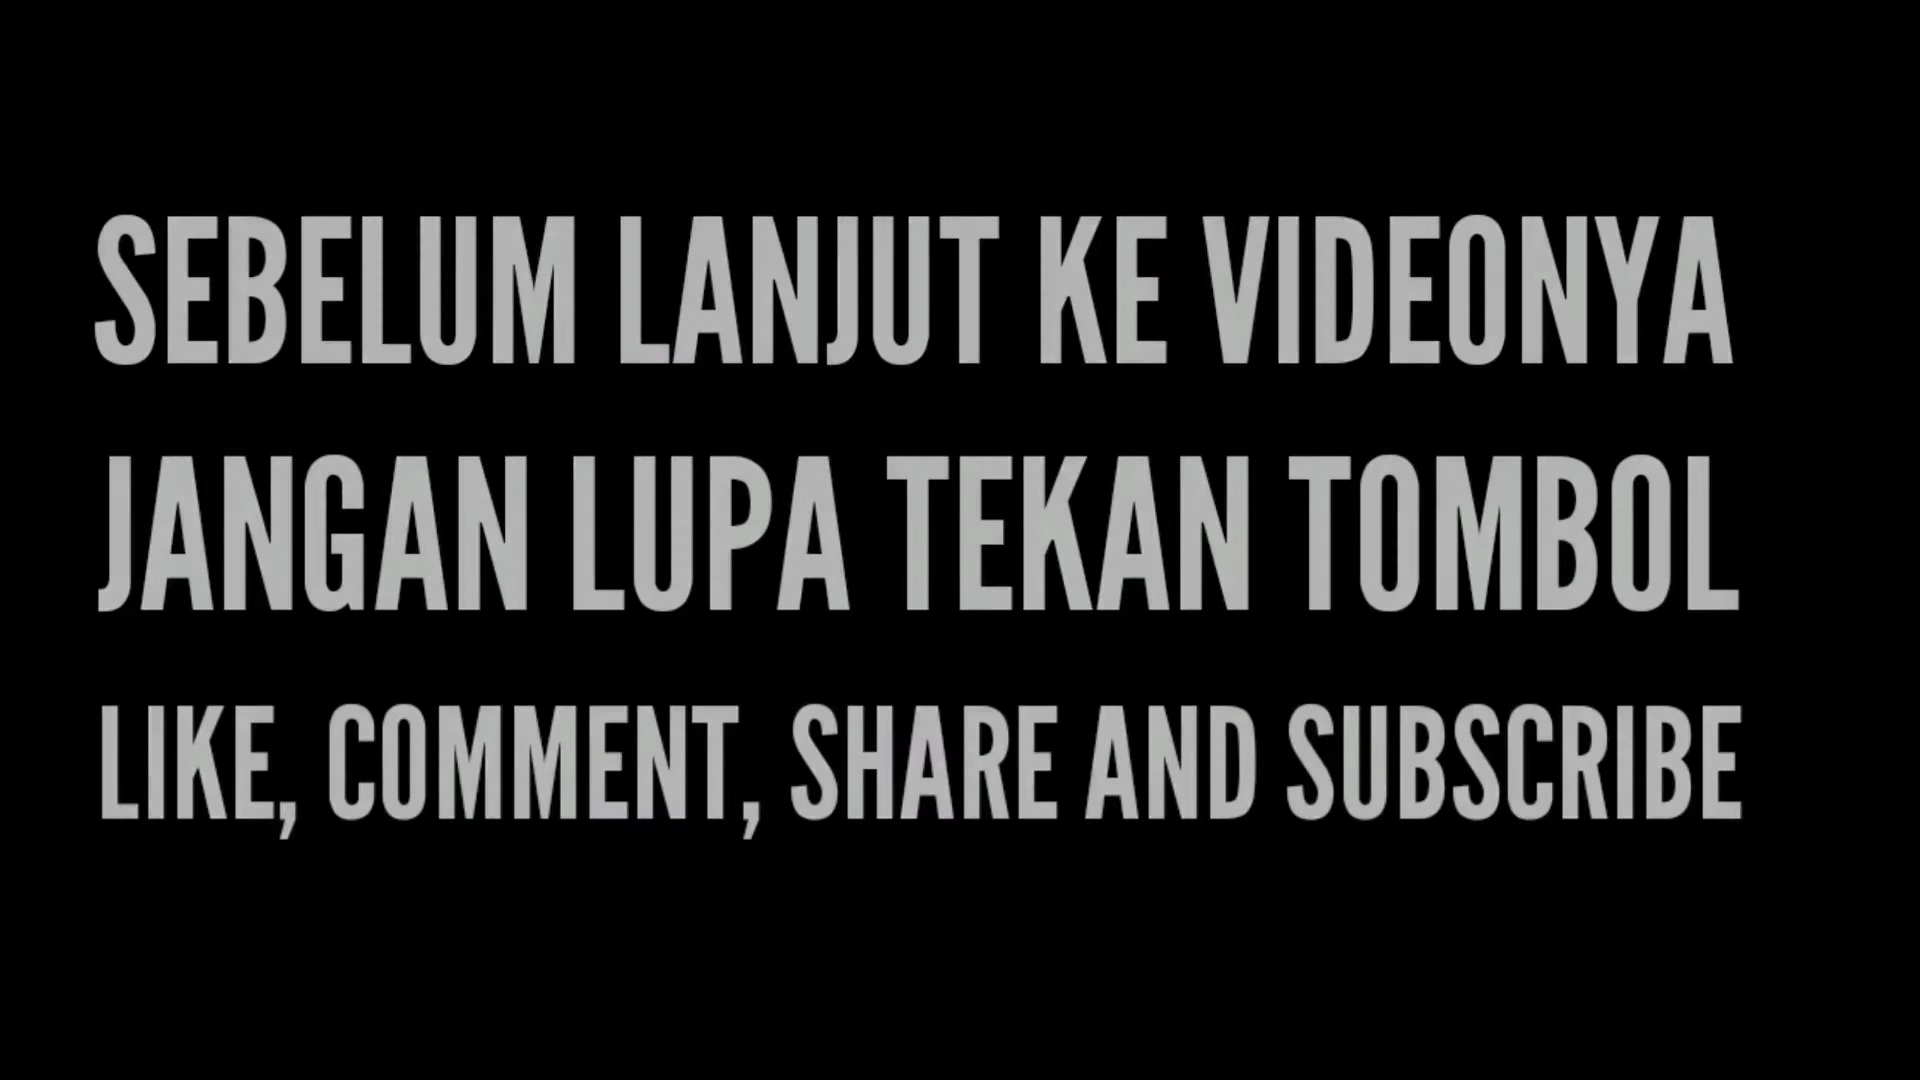 SEBELUM LANJUT KE VIDEONYA
JANGAN LUPA TEKAN TOMBOL
LIKE, COMMENT, SHARE AND SUBSCRIBE